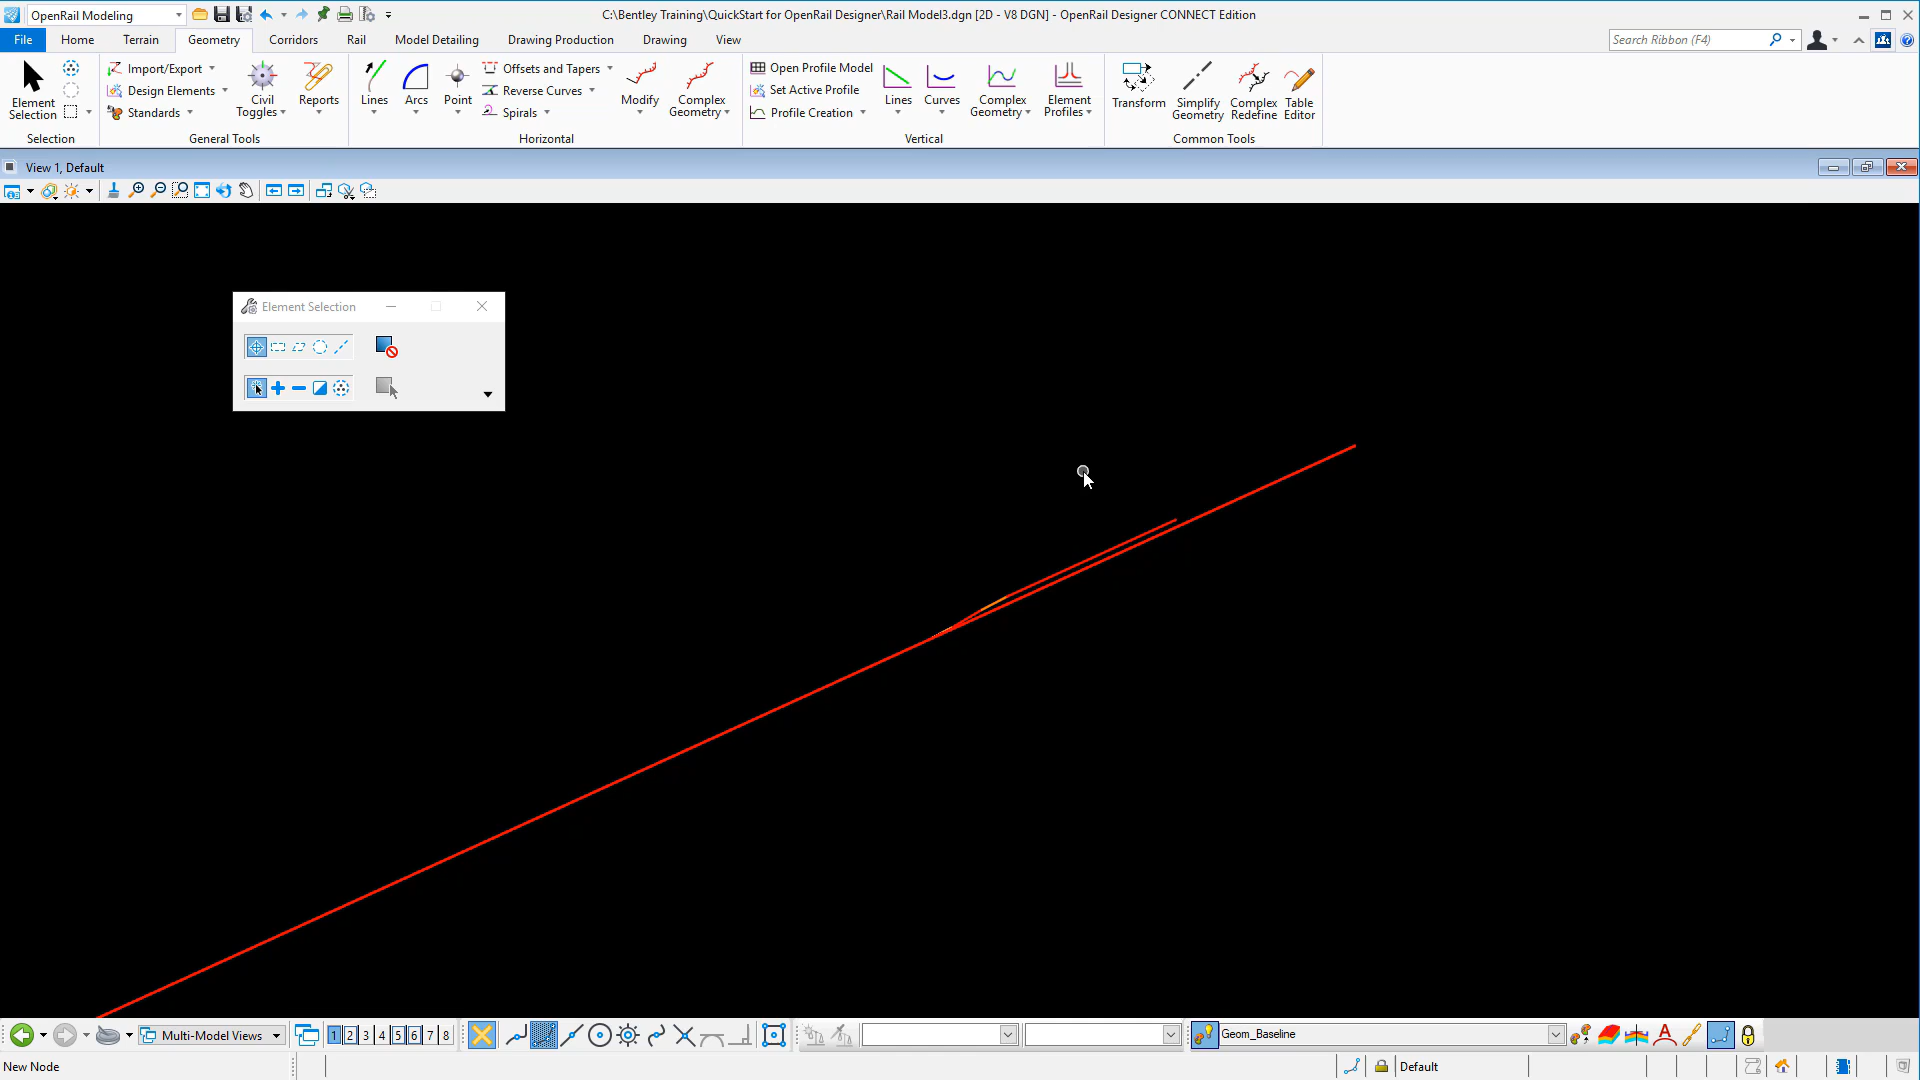 OpenRail Modeling
C:\Bentley Training\QuickStart for OpenRail Designer\Rail Model3.dgn [2D - V8 DGN] - OpenRail Designer CONNECT Edition
File Home Terrain Geometry Corridors Rail Model Detailing Drawing Production Drawing View
Search Ribbon (F4)
Element Selection
Selection
Import/Export
Design Elements
Standards
Civil Toggles
Reports
General Tools
Lines
Arcs
Point
Offsets and Tapers
Reverse Curves
Spirals
Modify
Complex Geometry
Horizontal
Open Profile Model
Set Active Profile
Profile Creation
Lines
Curves
Complex Geometry
Element Profiles
Vertical
Transform
Simplify Geometry
Complex Redefine
Table Editor
Common Tools
View 1, Default
Element Selection
Multi-Model Views
1 2 3 4 5 6 7 8
Geom_Baseline
New Node
Default